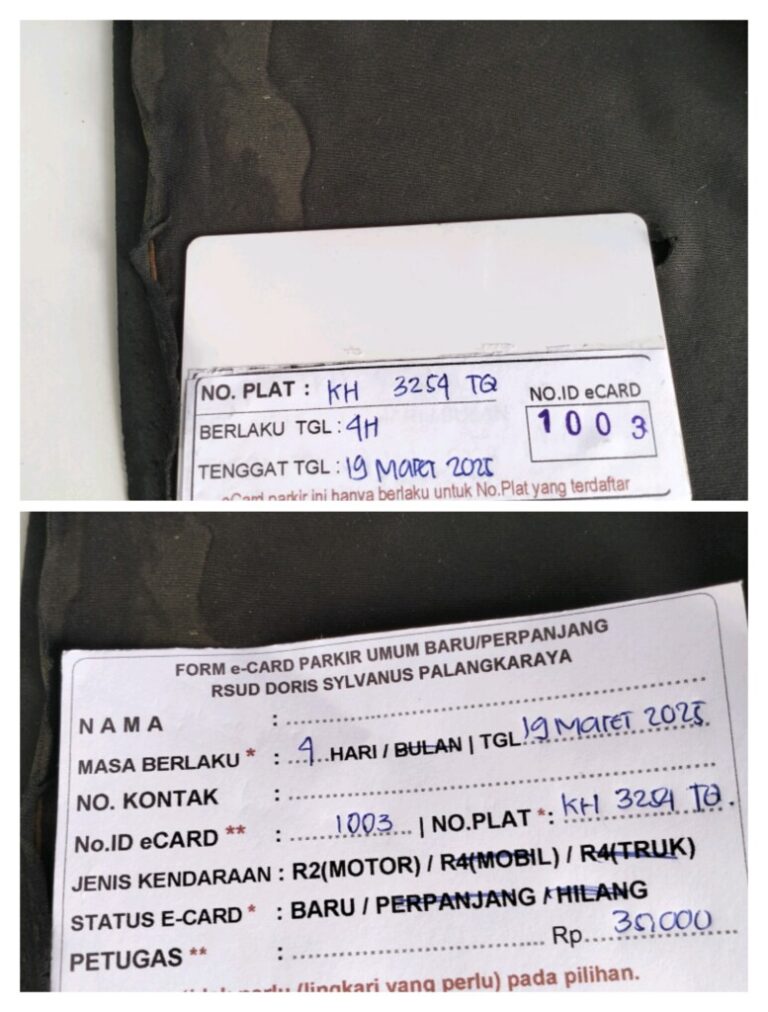 NO. PLAT : KH 3254 TQ
NO.ID eCARD
1003
BERLAKU TGL : 4H
TENGGAT TGL : 19 MARET 2025
eCard parkir ini hanya berlaku untuk No.Plat yang terdaftar
FORM e-CARD PARKIR UMUM BARU/PERPANJANG
RSUD DORIS SYLVANUS PALANGKARAYA
NAMA :
MASA BERLAKU * : 4 HARI / BULAN | TGL 19 MARET 2025
NO. KONTAK :
No.ID eCARD ** : 1003 | NO.PLAT *: KH 3254 TQ.
JENIS KENDARAAN : R2(MOTOR) / R4(MOBIL) / R4(TRUK)
STATUS E-CARD * : BARU / PERPANJANG / HILANG
PETUGAS ** : Rp. 30.000
perlu /lingkari yang perlu) pada pilihan.